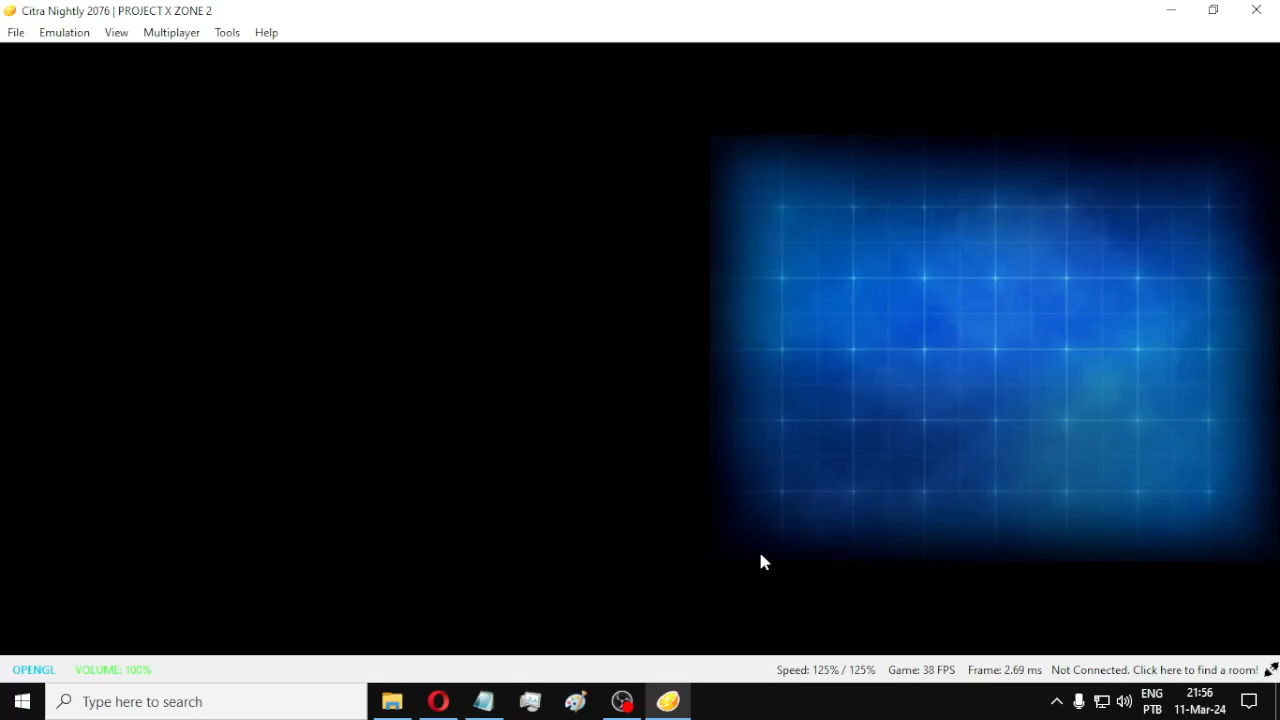 Citra Nightly 2076 | PROJECT X ZONE 2
File Emulation View Multiplayer Tools Help
OPENGL VOLUME: 100% Speed: 125% / 125% Game: 38 FPS Frame: 2.69 ms Not Connected. Click here to find a room!
Type here to search
ENG
PTB
21:56
11-Mar-24